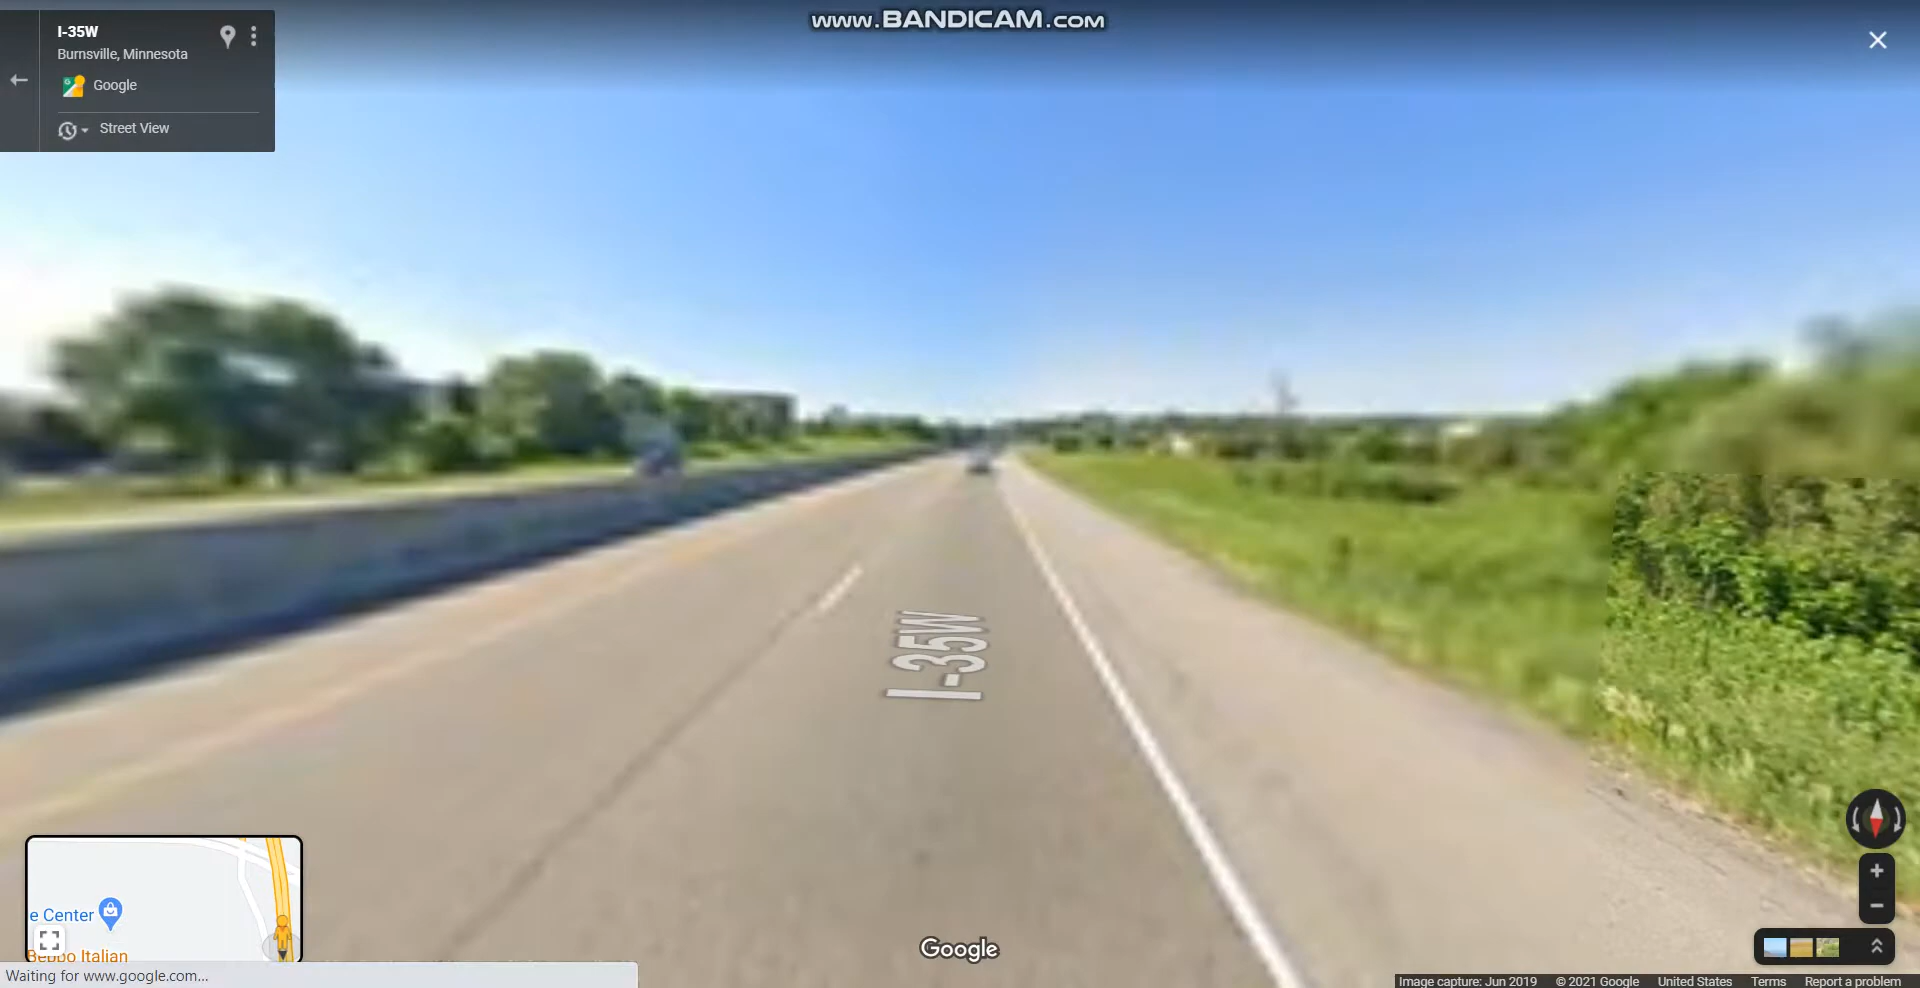 www.BANDICAM.com
I-35W
Burnsville, Minnesota
Google
Street View
I-35W
e Center
Bebbo Italian
Google
Waiting for www.google.com...
Image capture: Jun 2019 © 2021 Google United States Terms Report a problem